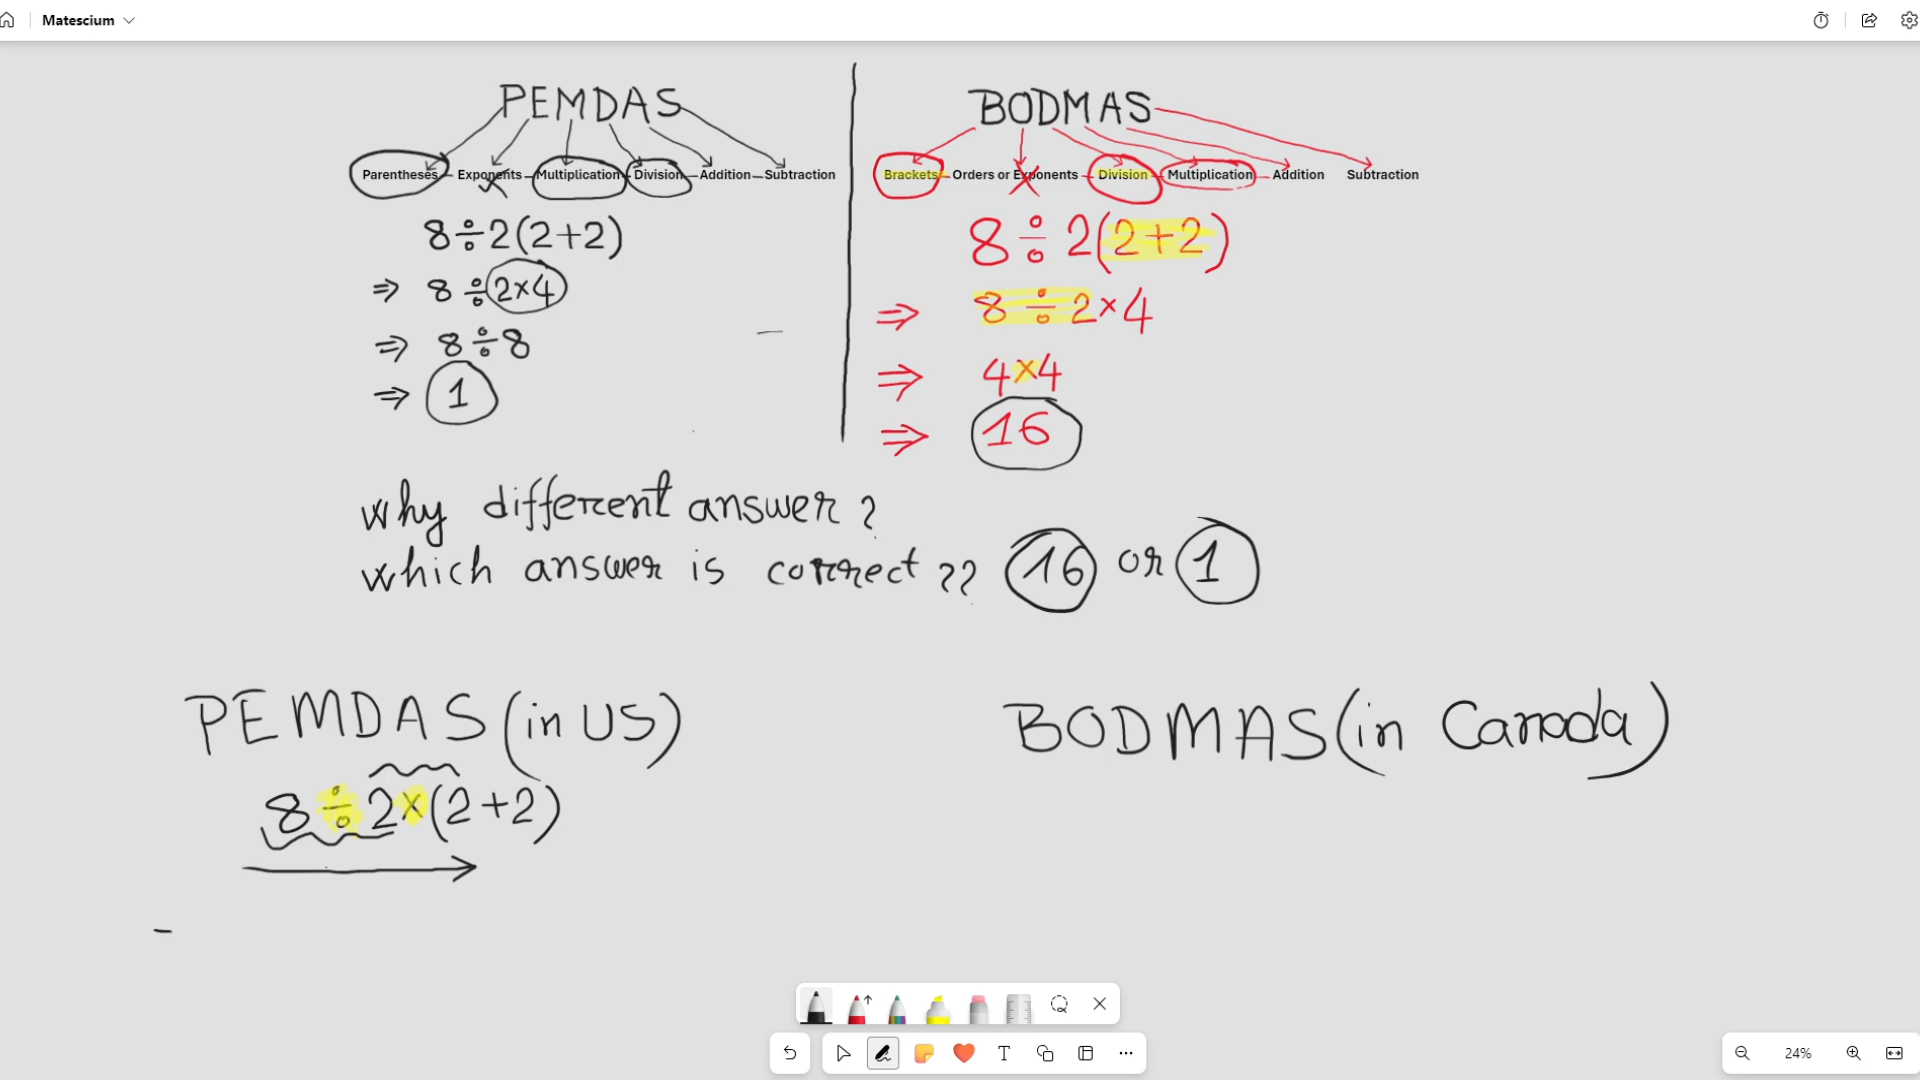 Matescium
PEMDAS
Parentheses Exponents Multiplication Division Addition Subtraction
8÷2(2+2)
⇒ 8÷2×4
⇒ 8÷8
⇒ 1
BODMAS
Brackets Orders or Exponents Division Multiplication Addition Subtraction
8÷2(2+2)
⇒ 8÷2×4
⇒ 4×4
⇒ 16
why different answer?
which answer is correct?? 16 or 1
PEMDAS (in US)
8÷2×(2+2)
BODMAS (in Canada)
24%